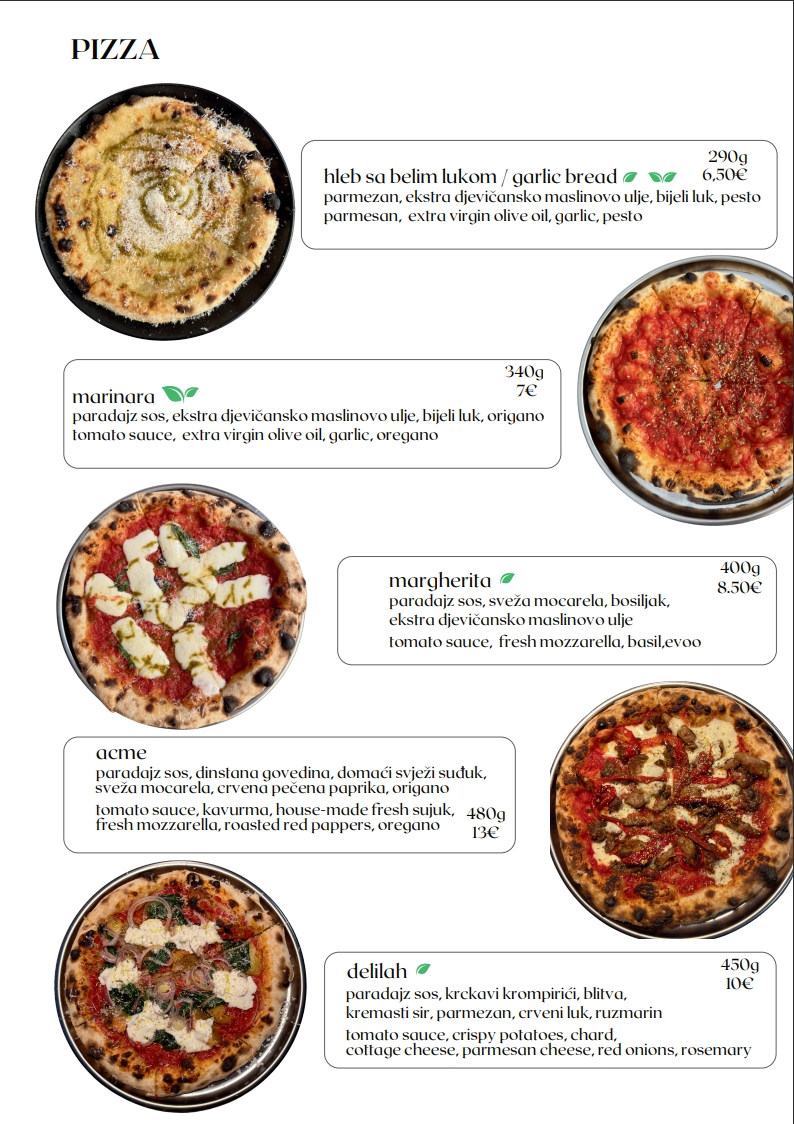 PIZZA
290g
hleb sa belim lukom / garlic bread 6,50€
parmezan, ekstra djevičansko maslinovo ulje, bijeli luk, pesto
parmesan, extra virgin olive oil, garlic, pesto
340g
7€
marinara
paradajz sos, ekstra djevičansko maslinovo ulje, bijeli luk, origano
tomato sauce, extra virgin olive oil, garlic, oregano
400g
margherita 8.50€
paradajz sos, sveža mocarela, bosiljak,
ekstra djevičansko maslinovo ulje
tomato sauce, fresh mozzarella, basil,evoo
acme
paradajz sos, dinstana govedina, domaći svježi suđuk,
sveža mocarela, crvena pečena paprika, origano
tomato sauce, kavurma, house-made fresh sujuk,
fresh mozzarella, roasted red pappers, oregano
480g
13€
450g
delilah 10€
paradajz sos, krckavi krompirići, blitva,
kremasti sir, parmezan, crveni luk, ruzmarin
tomato sauce, crispy potatoes, chard,
cottage cheese, parmesan cheese, red onions, rosemary